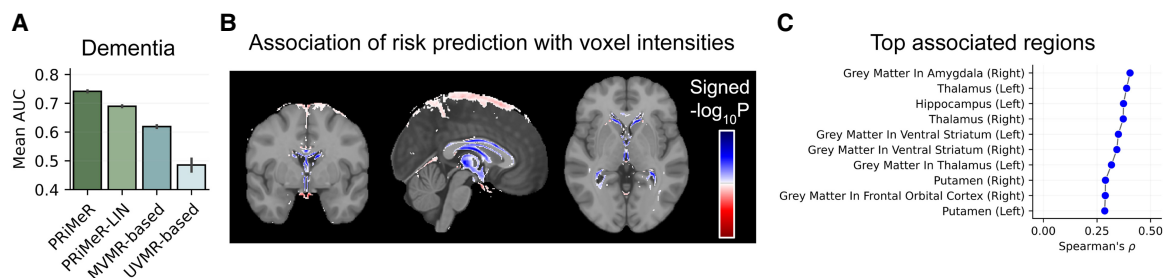 A
Dementia
Mean AUC
0.8
0.7
0.6
0.5
0.4
PRiMeR
PRiMeR-LIN
MVMR-based
UVMR-based
B
Association of risk prediction with voxel intensities
Signed
-log10P
C
Top associated regions
Grey Matter In Amygdala (Right)
Thalamus (Left)
Hippocampus (Left)
Thalamus (Right)
Grey Matter In Ventral Striatum (Left)
Grey Matter In Ventral Striatum (Right)
Grey Matter In Thalamus (Left)
Putamen (Right)
Grey Matter In Frontal Orbital Cortex (Right)
Putamen (Left)
0.00 0.25 0.50
Spearman's ρ